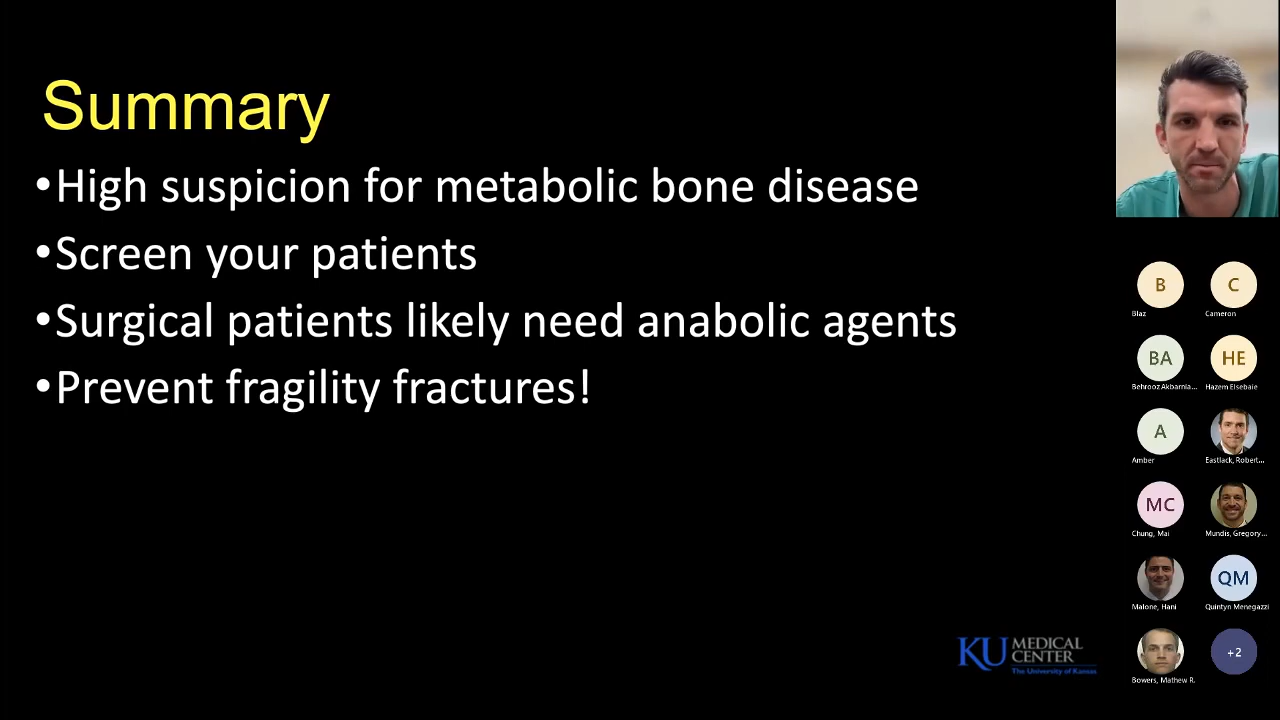 Summary
•High suspicion for metabolic bone disease
•Screen your patients
•Surgical patients likely need anabolic agents
•Prevent fragility fractures!
KU MEDICAL CENTER
The University of Kansas
B
C
Blaz
Cameron
BA
HE
Behrooz Akbarnia...
Hazem Elsebaie
A
Amber
Eastlack, Robert...
MC
Chung, Mai
Mundis, Gregory...
QM
Malone, Hani
Quintyn Menegazzi
+2
Bowers, Mathew R.